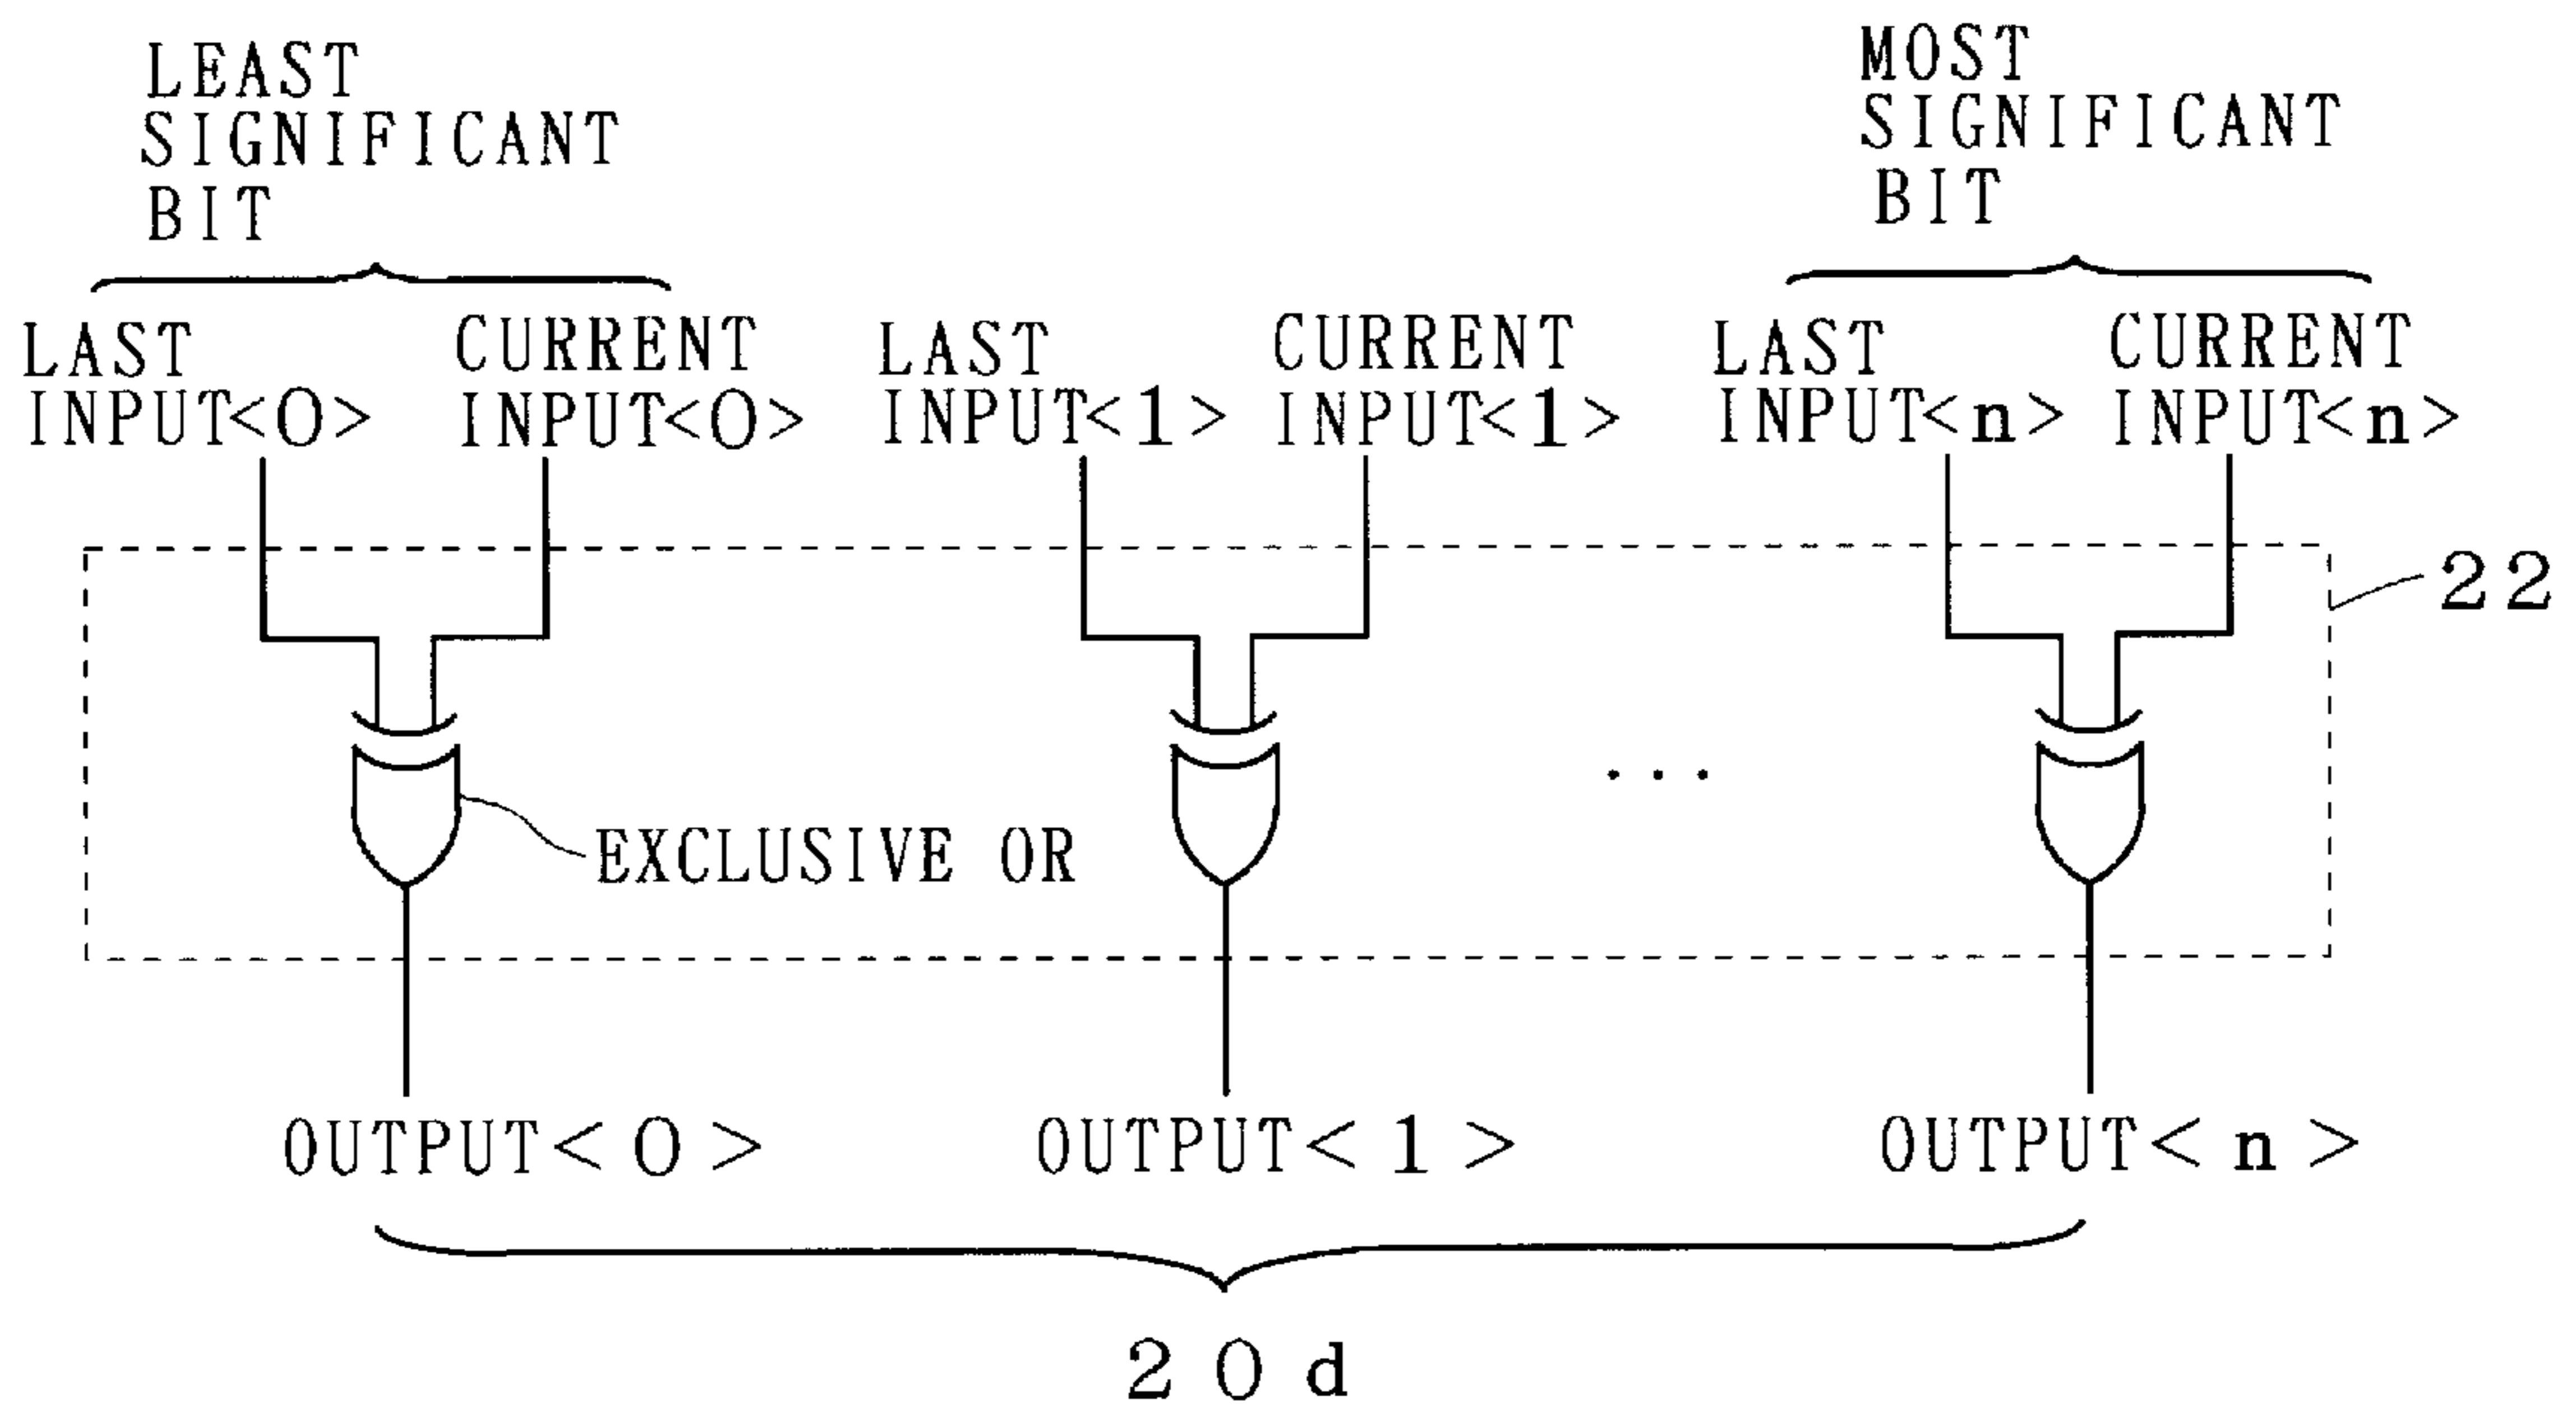 LEAST
SIGNIFICANT
BIT
MOST
SIGNIFICANT
BIT
LAST
INPUT<0>
CURRENT
INPUT<0>
LAST
INPUT<1>
CURRENT
INPUT<1>
LAST
INPUT<n>
CURRENT
INPUT<n>
22
...
EXCLUSIVE OR
OUTPUT<0>
OUTPUT<1>
OUTPUT<n>
20d